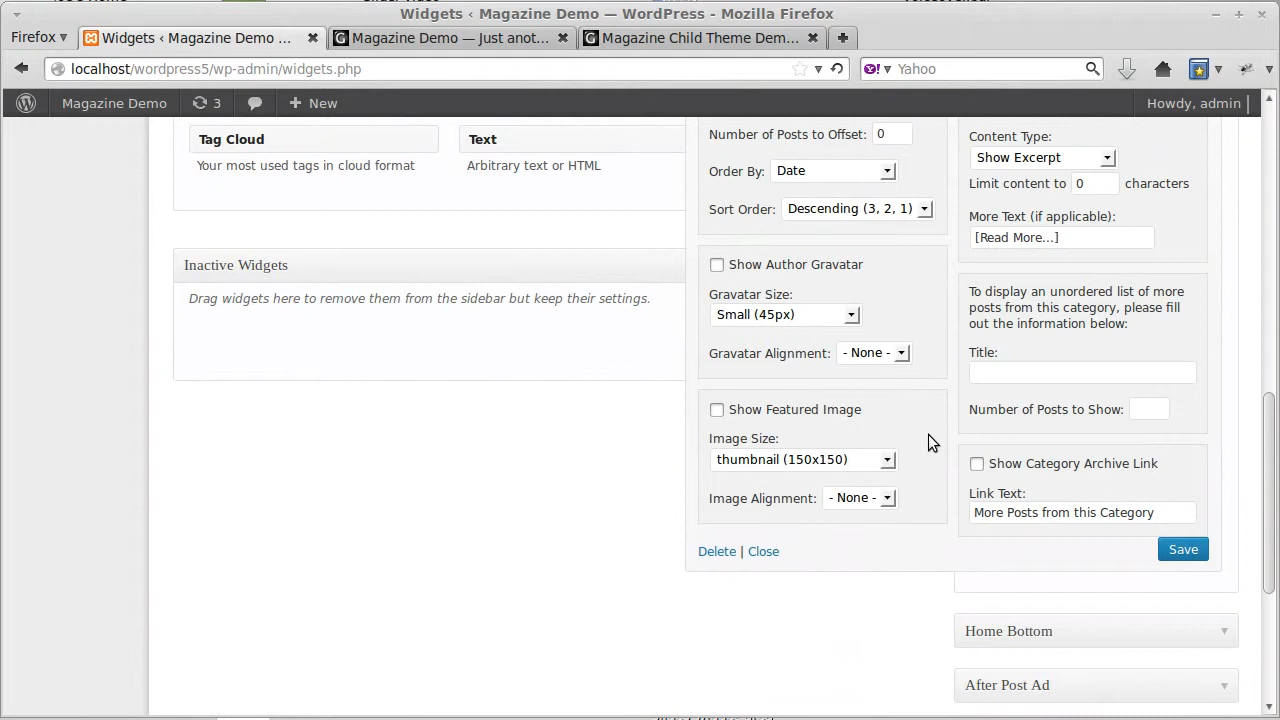 Widgets ‹ Magazine Demo — WordPress - Mozilla Firefox
Firefox
Widgets ‹ Magazine Demo ...
Magazine Demo — Just anot...
Magazine Child Theme Dem...
localhost/wordpress5/wp-admin/widgets.php
Yahoo
Magazine Demo
3
New
Howdy, admin
Tag Cloud
Your most used tags in cloud format
Text
Arbitrary text or HTML
Inactive Widgets
Drag widgets here to remove them from the sidebar but keep their settings.
Number of Posts to Offset: 0
Order By: Date
Sort Order: Descending (3, 2, 1)
Show Author Gravatar
Gravatar Size:
Small (45px)
Gravatar Alignment: - None -
Show Featured Image
Image Size:
thumbnail (150x150)
Image Alignment: - None -
Delete | Close
Content Type:
Show Excerpt
Limit content to 0 characters
More Text (if applicable):
[Read More...]
To display an unordered list of more
posts from this category, please fill
out the information below:
Title:
Number of Posts to Show:
Show Category Archive Link
Link Text:
More Posts from this Category
Save
Home Bottom
After Post Ad